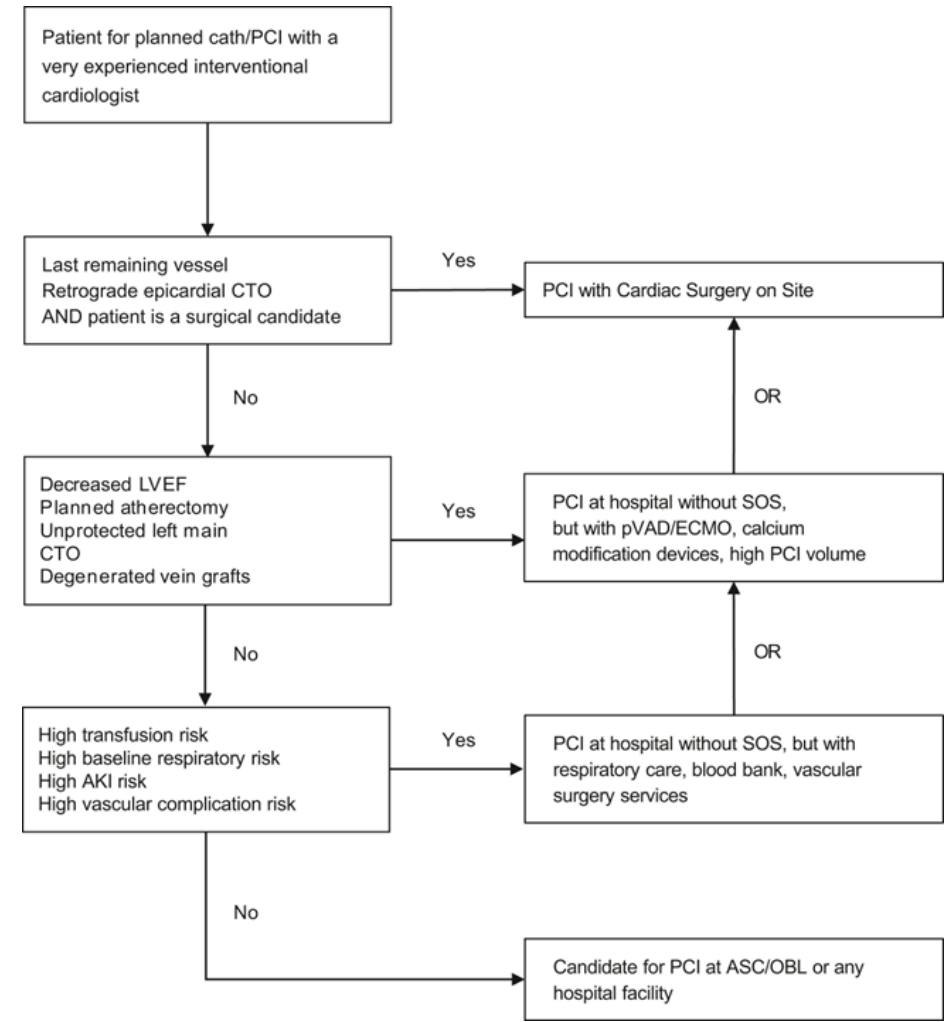 Patient for planned cath/PCI with a
very experienced interventional
cardiologist
Last remaining vessel
Retrograde epicardial CTO
AND patient is a surgical candidate
Yes
PCI with Cardiac Surgery on Site
No
OR
Decreased LVEF
Planned atherectomy
Unprotected left main
CTO
Degenerated vein grafts
Yes
PCI at hospital without SOS,
but with pVAD/ECMO, calcium
modification devices, high PCI volume
No
OR
High transfusion risk
High baseline respiratory risk
High AKI risk
High vascular complication risk
Yes
PCI at hospital without SOS, but with
respiratory care, blood bank, vascular
surgery services
No
Candidate for PCI at ASC/OBL or any
hospital facility